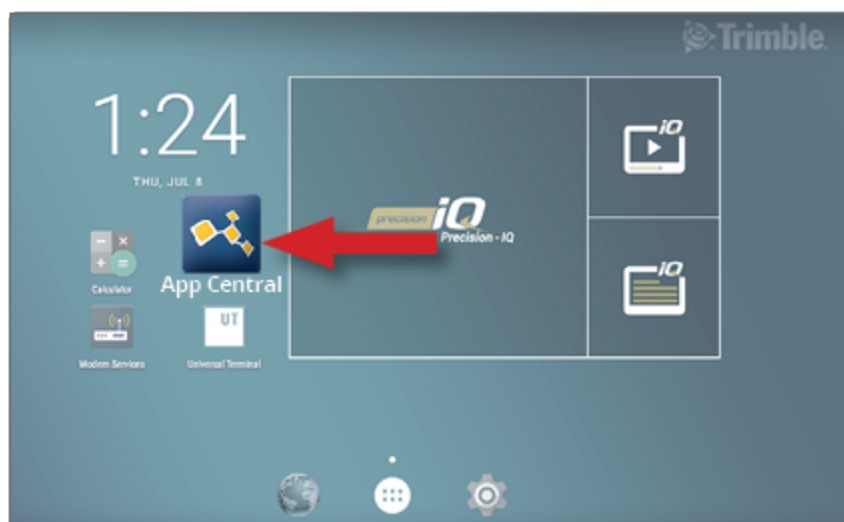 Trimble.
1:24
THU, JUL 8
precision iQ
Precision - IQ
iQ
Calculator
App Central
UT
Modem Services
Universal Terminal
iQ